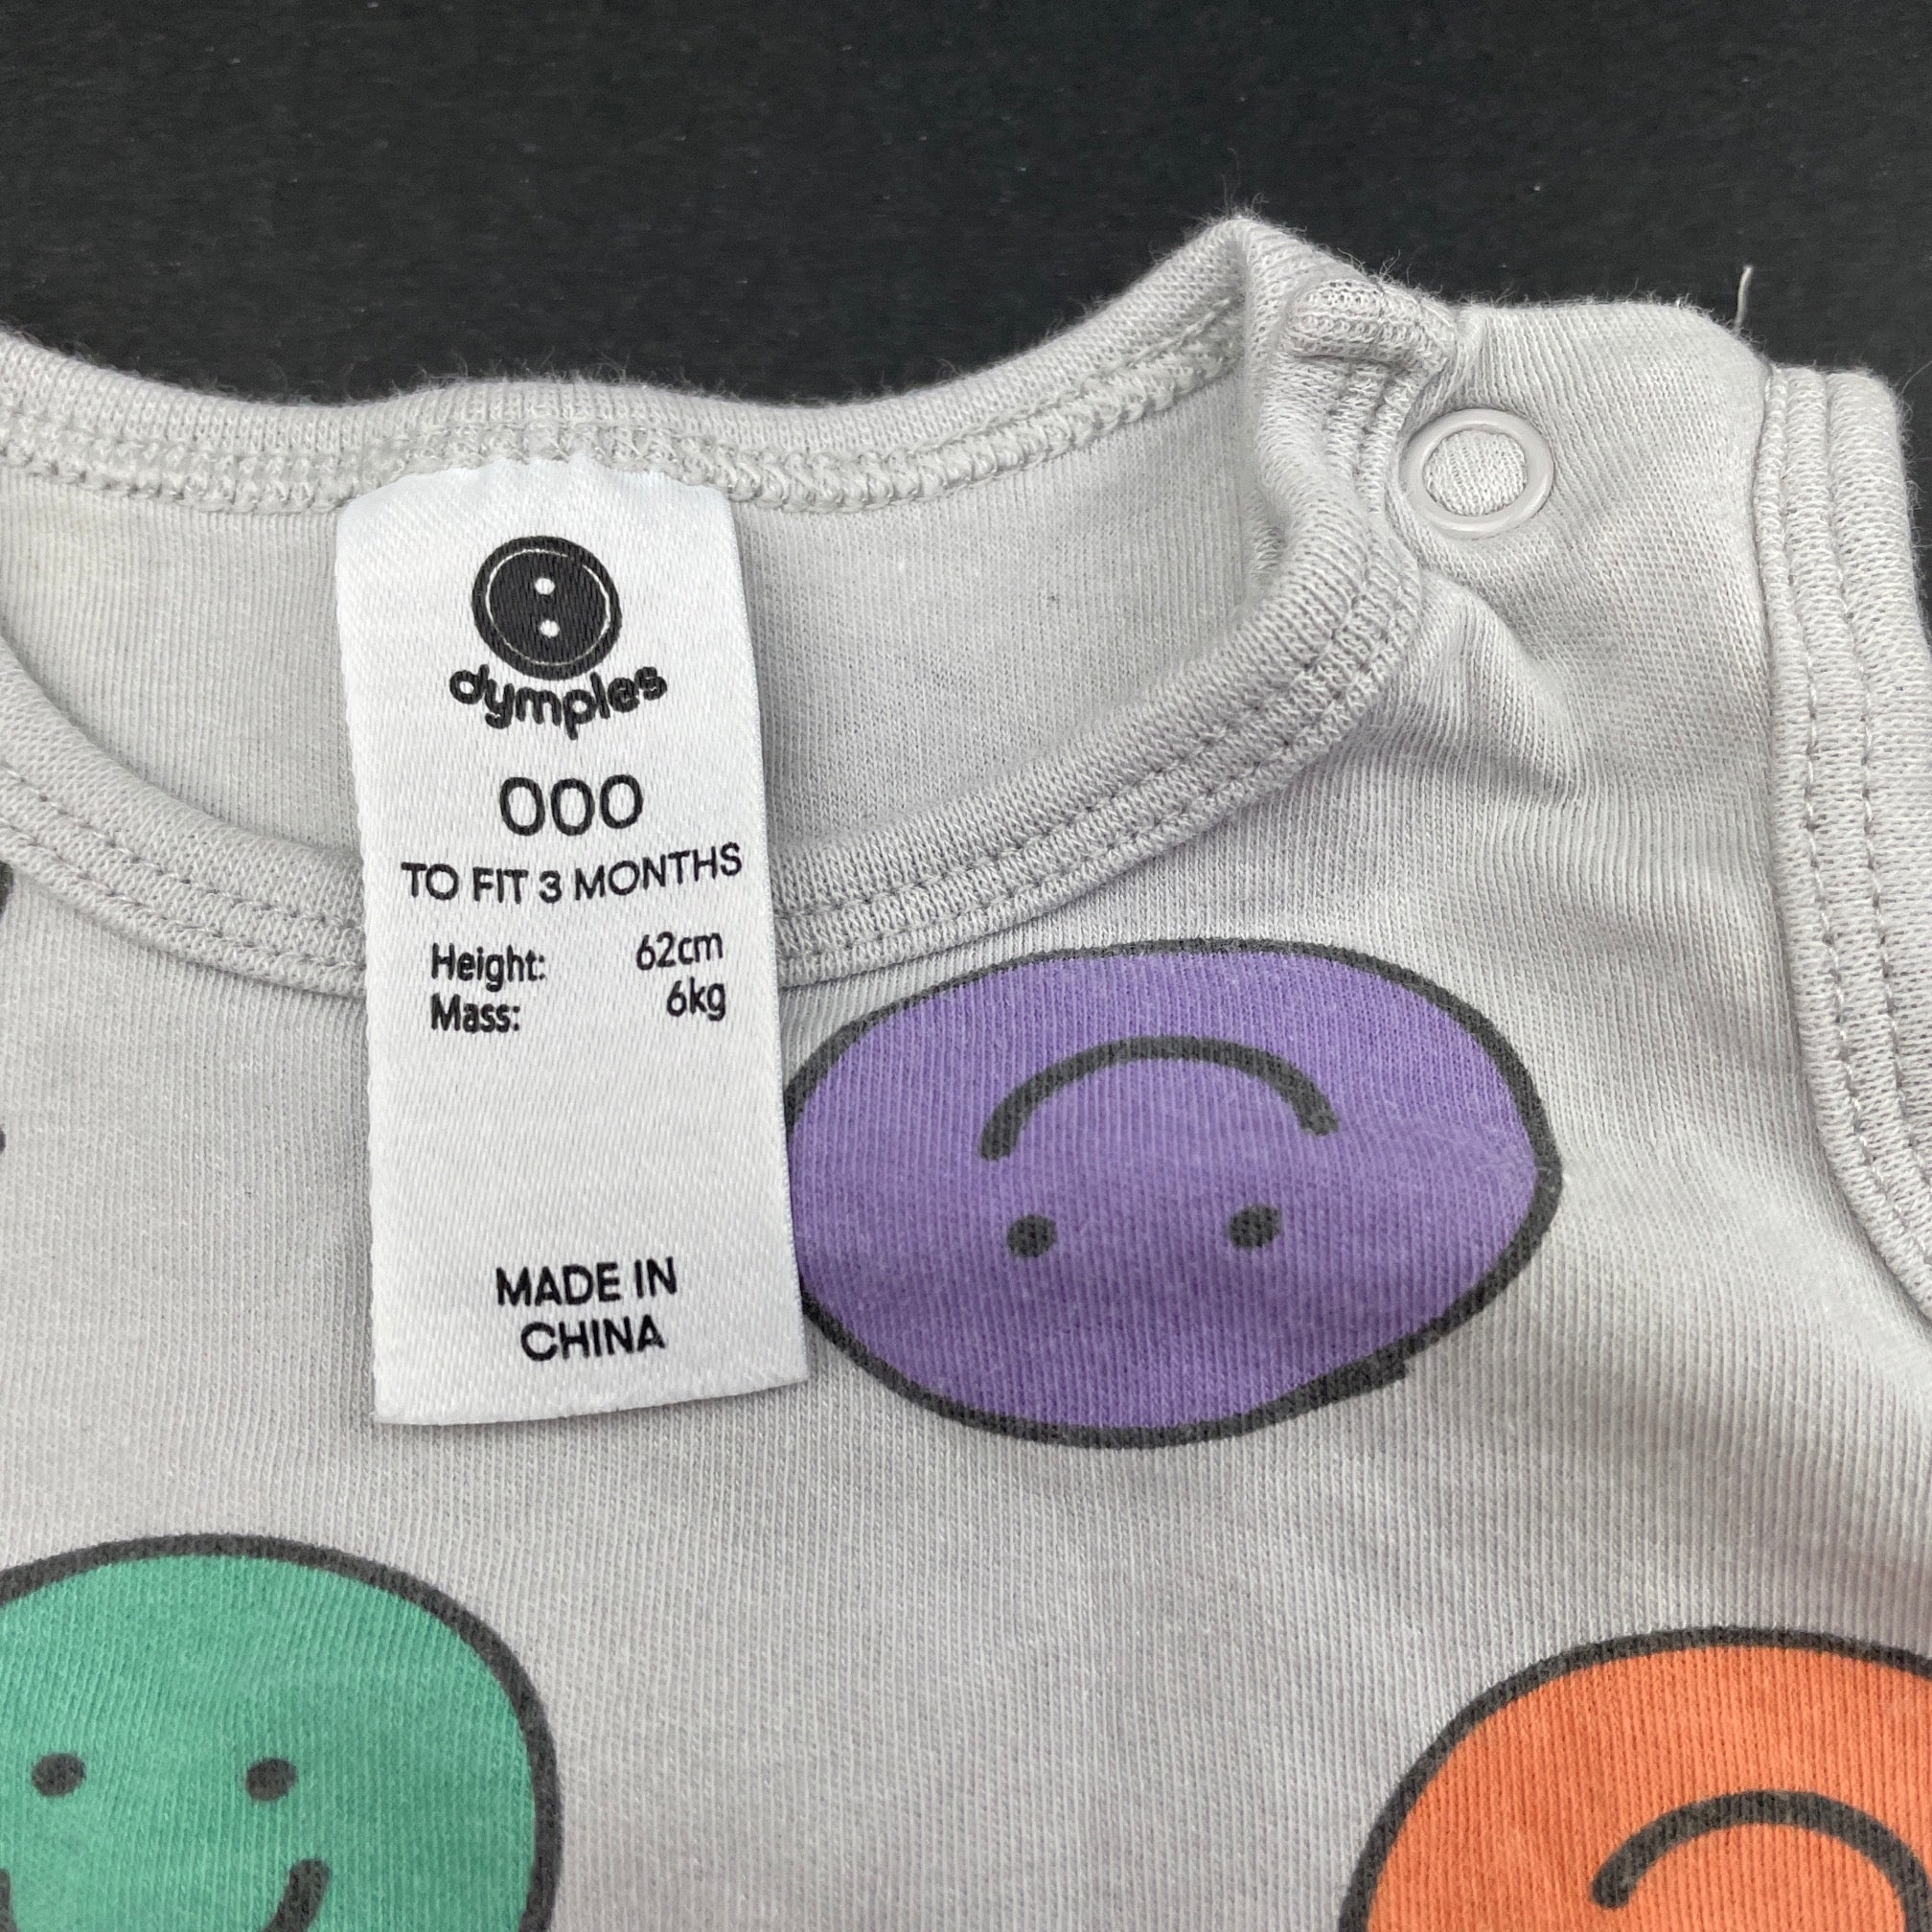 dymples
000
TO FIT 3 MONTHS
Height: 62cm
Mass: 6kg
MADE IN
CHINA